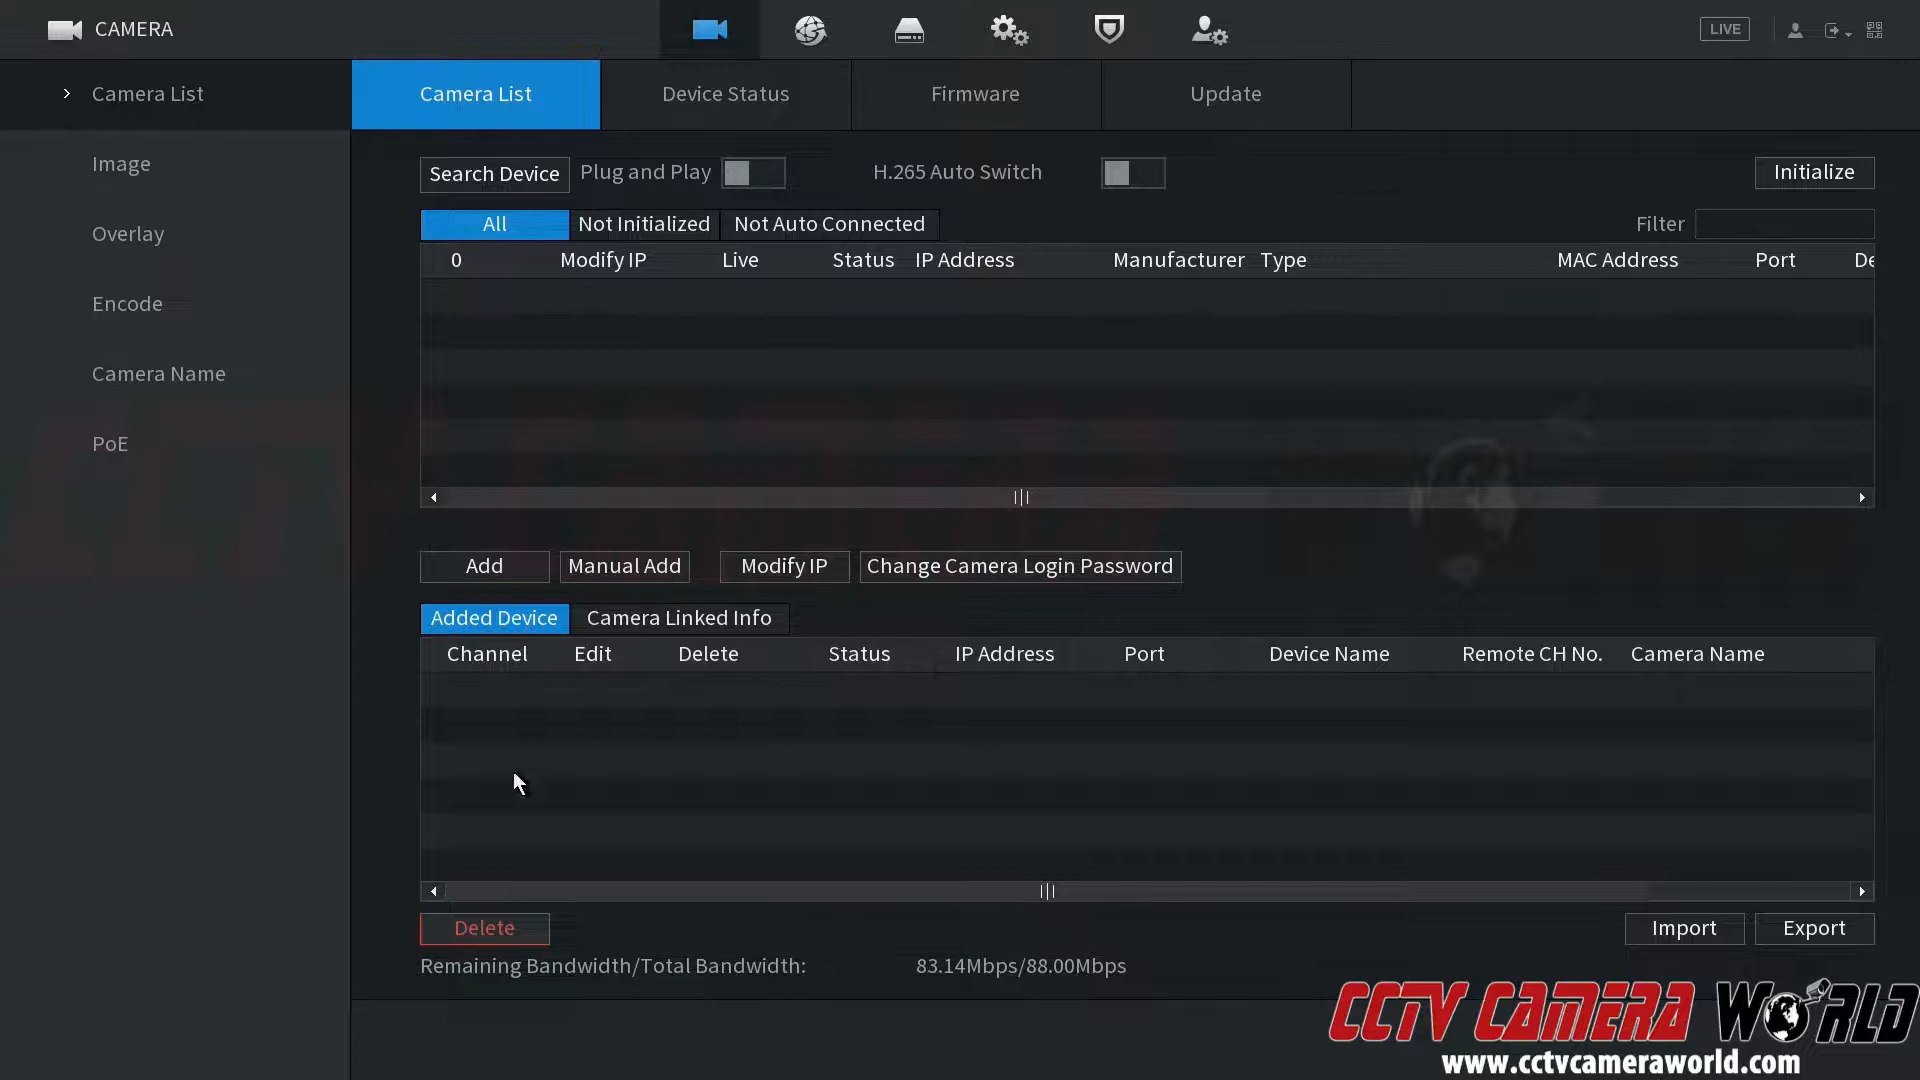 CAMERA
LIVE
Camera List
Image
Overlay
Encode
Camera Name
PoE
Camera List Device Status Firmware Update
Search Device Plug and Play H.265 Auto Switch Initialize
All Not Initialized Not Auto Connected Filter
0 Modify IP Live Status IP Address Manufacturer Type MAC Address Port De
Add Manual Add Modify IP Change Camera Login Password
Added Device Camera Linked Info
Channel Edit Delete Status IP Address Port Device Name Remote CH No. Camera Name
Delete Import Export
Remaining Bandwidth/Total Bandwidth: 83.14Mbps/88.00Mbps
CCTV CAMERA WORLD
www.cctvcameraworld.com